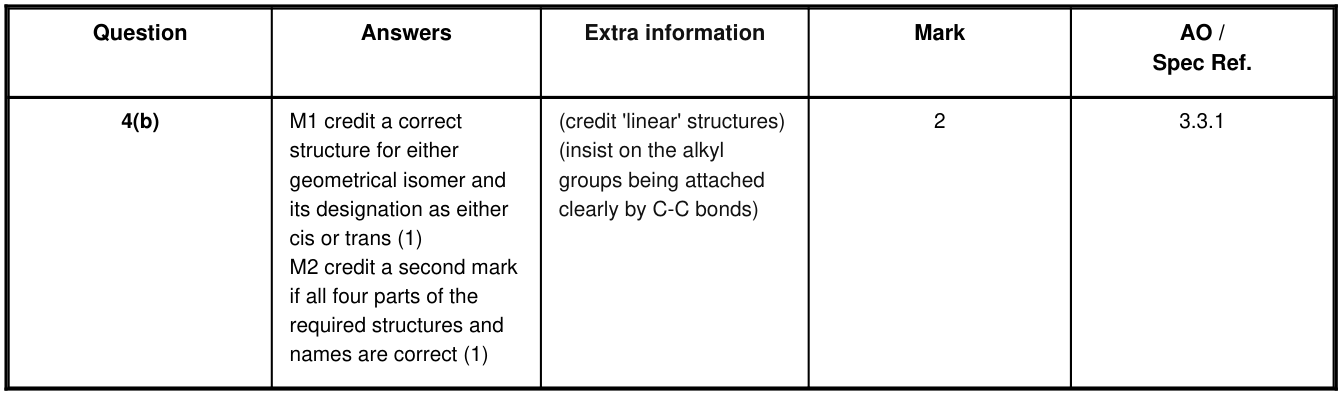 Question
Answers
Extra information
Mark
AO /
Spec Ref.
4(b)
M1 credit a correct
structure for either
geometrical isomer and
its designation as either
cis or trans (1)
M2 credit a second mark
if all four parts of the
required structures and
names are correct (1)
(credit 'linear' structures)
(insist on the alkyl
groups being attached
clearly by C-C bonds)
2
3.3.1